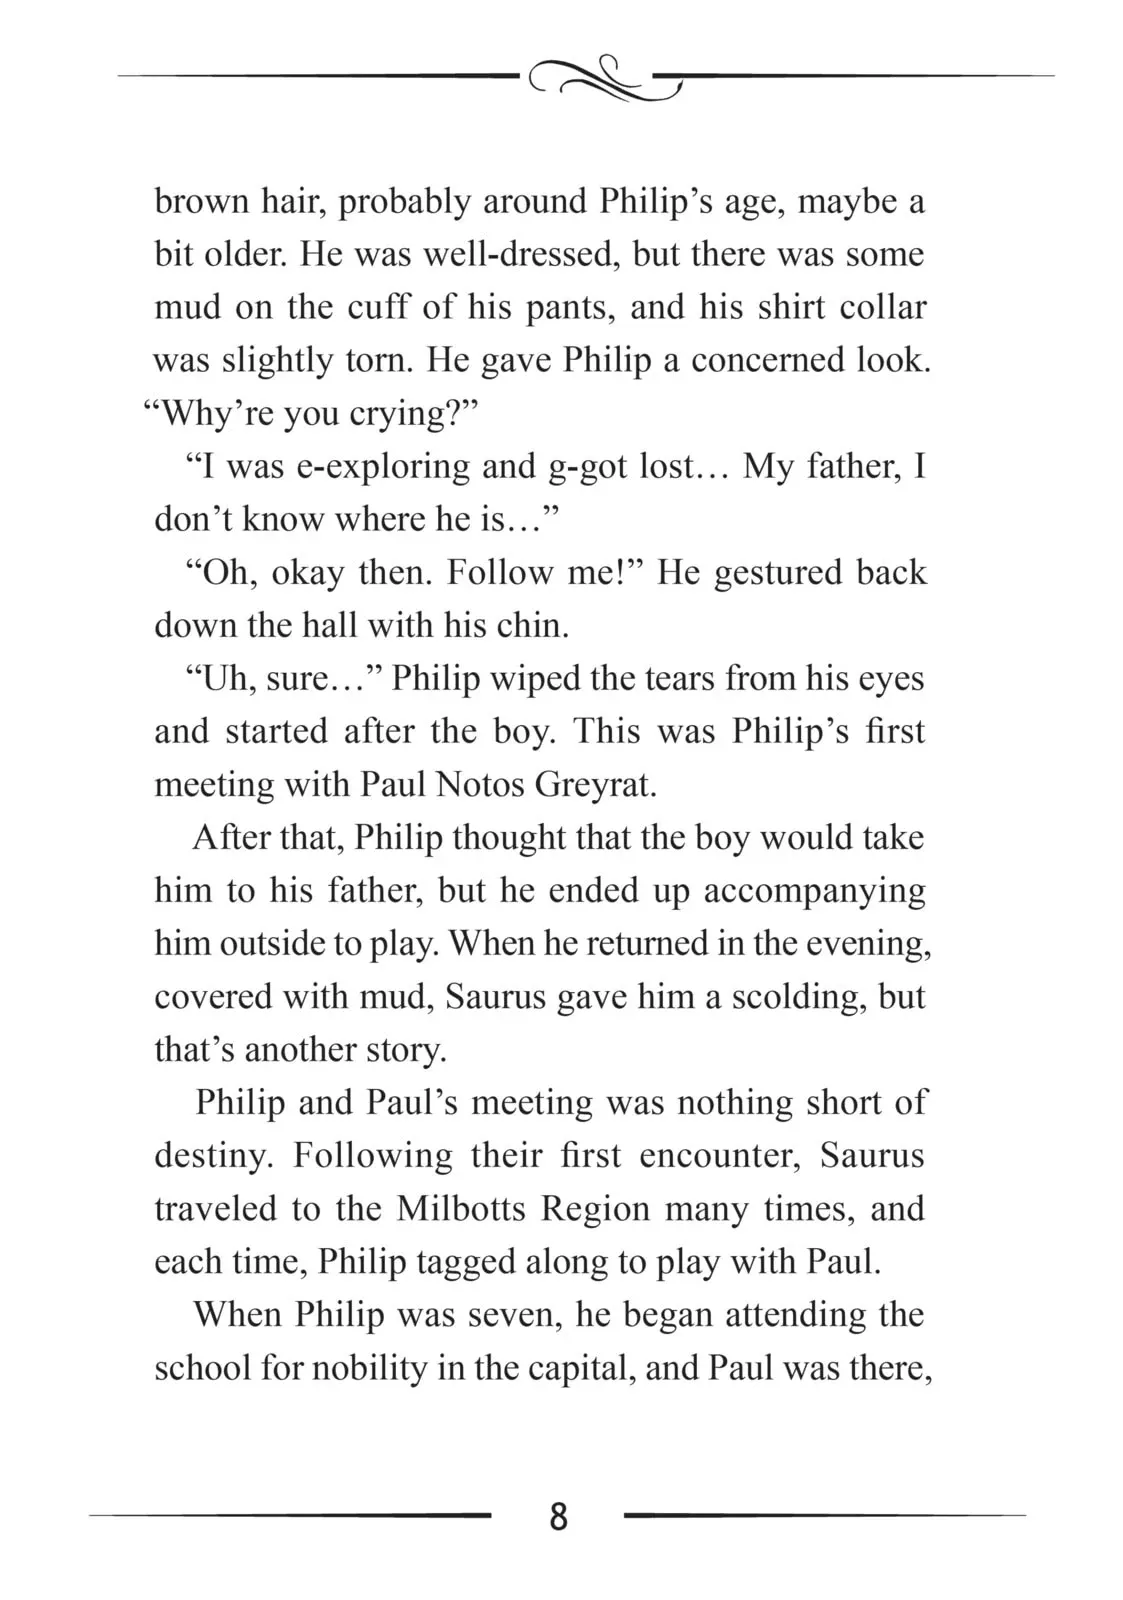 brown hair, probably around Philip’s age, maybe a
bit older. He was well-dressed, but there was some
mud on the cuff of his pants, and his shirt collar
was slightly torn. He gave Philip a concerned look.
“Why’re you crying?”
“I was e-exploring and g-got lost… My father, I
don’t know where he is…”
“Oh, okay then. Follow me!” He gestured back
down the hall with his chin.
“Uh, sure…” Philip wiped the tears from his eyes
and started after the boy. This was Philip’s first
meeting with Paul Notos Greyrat.
After that, Philip thought that the boy would take
him to his father, but he ended up accompanying
him outside to play. When he returned in the evening,
covered with mud, Saurus gave him a scolding, but
that’s another story.
Philip and Paul’s meeting was nothing short of
destiny. Following their first encounter, Saurus
traveled to the Milbotts Region many times, and
each time, Philip tagged along to play with Paul.
When Philip was seven, he began attending the
school for nobility in the capital, and Paul was there,
8